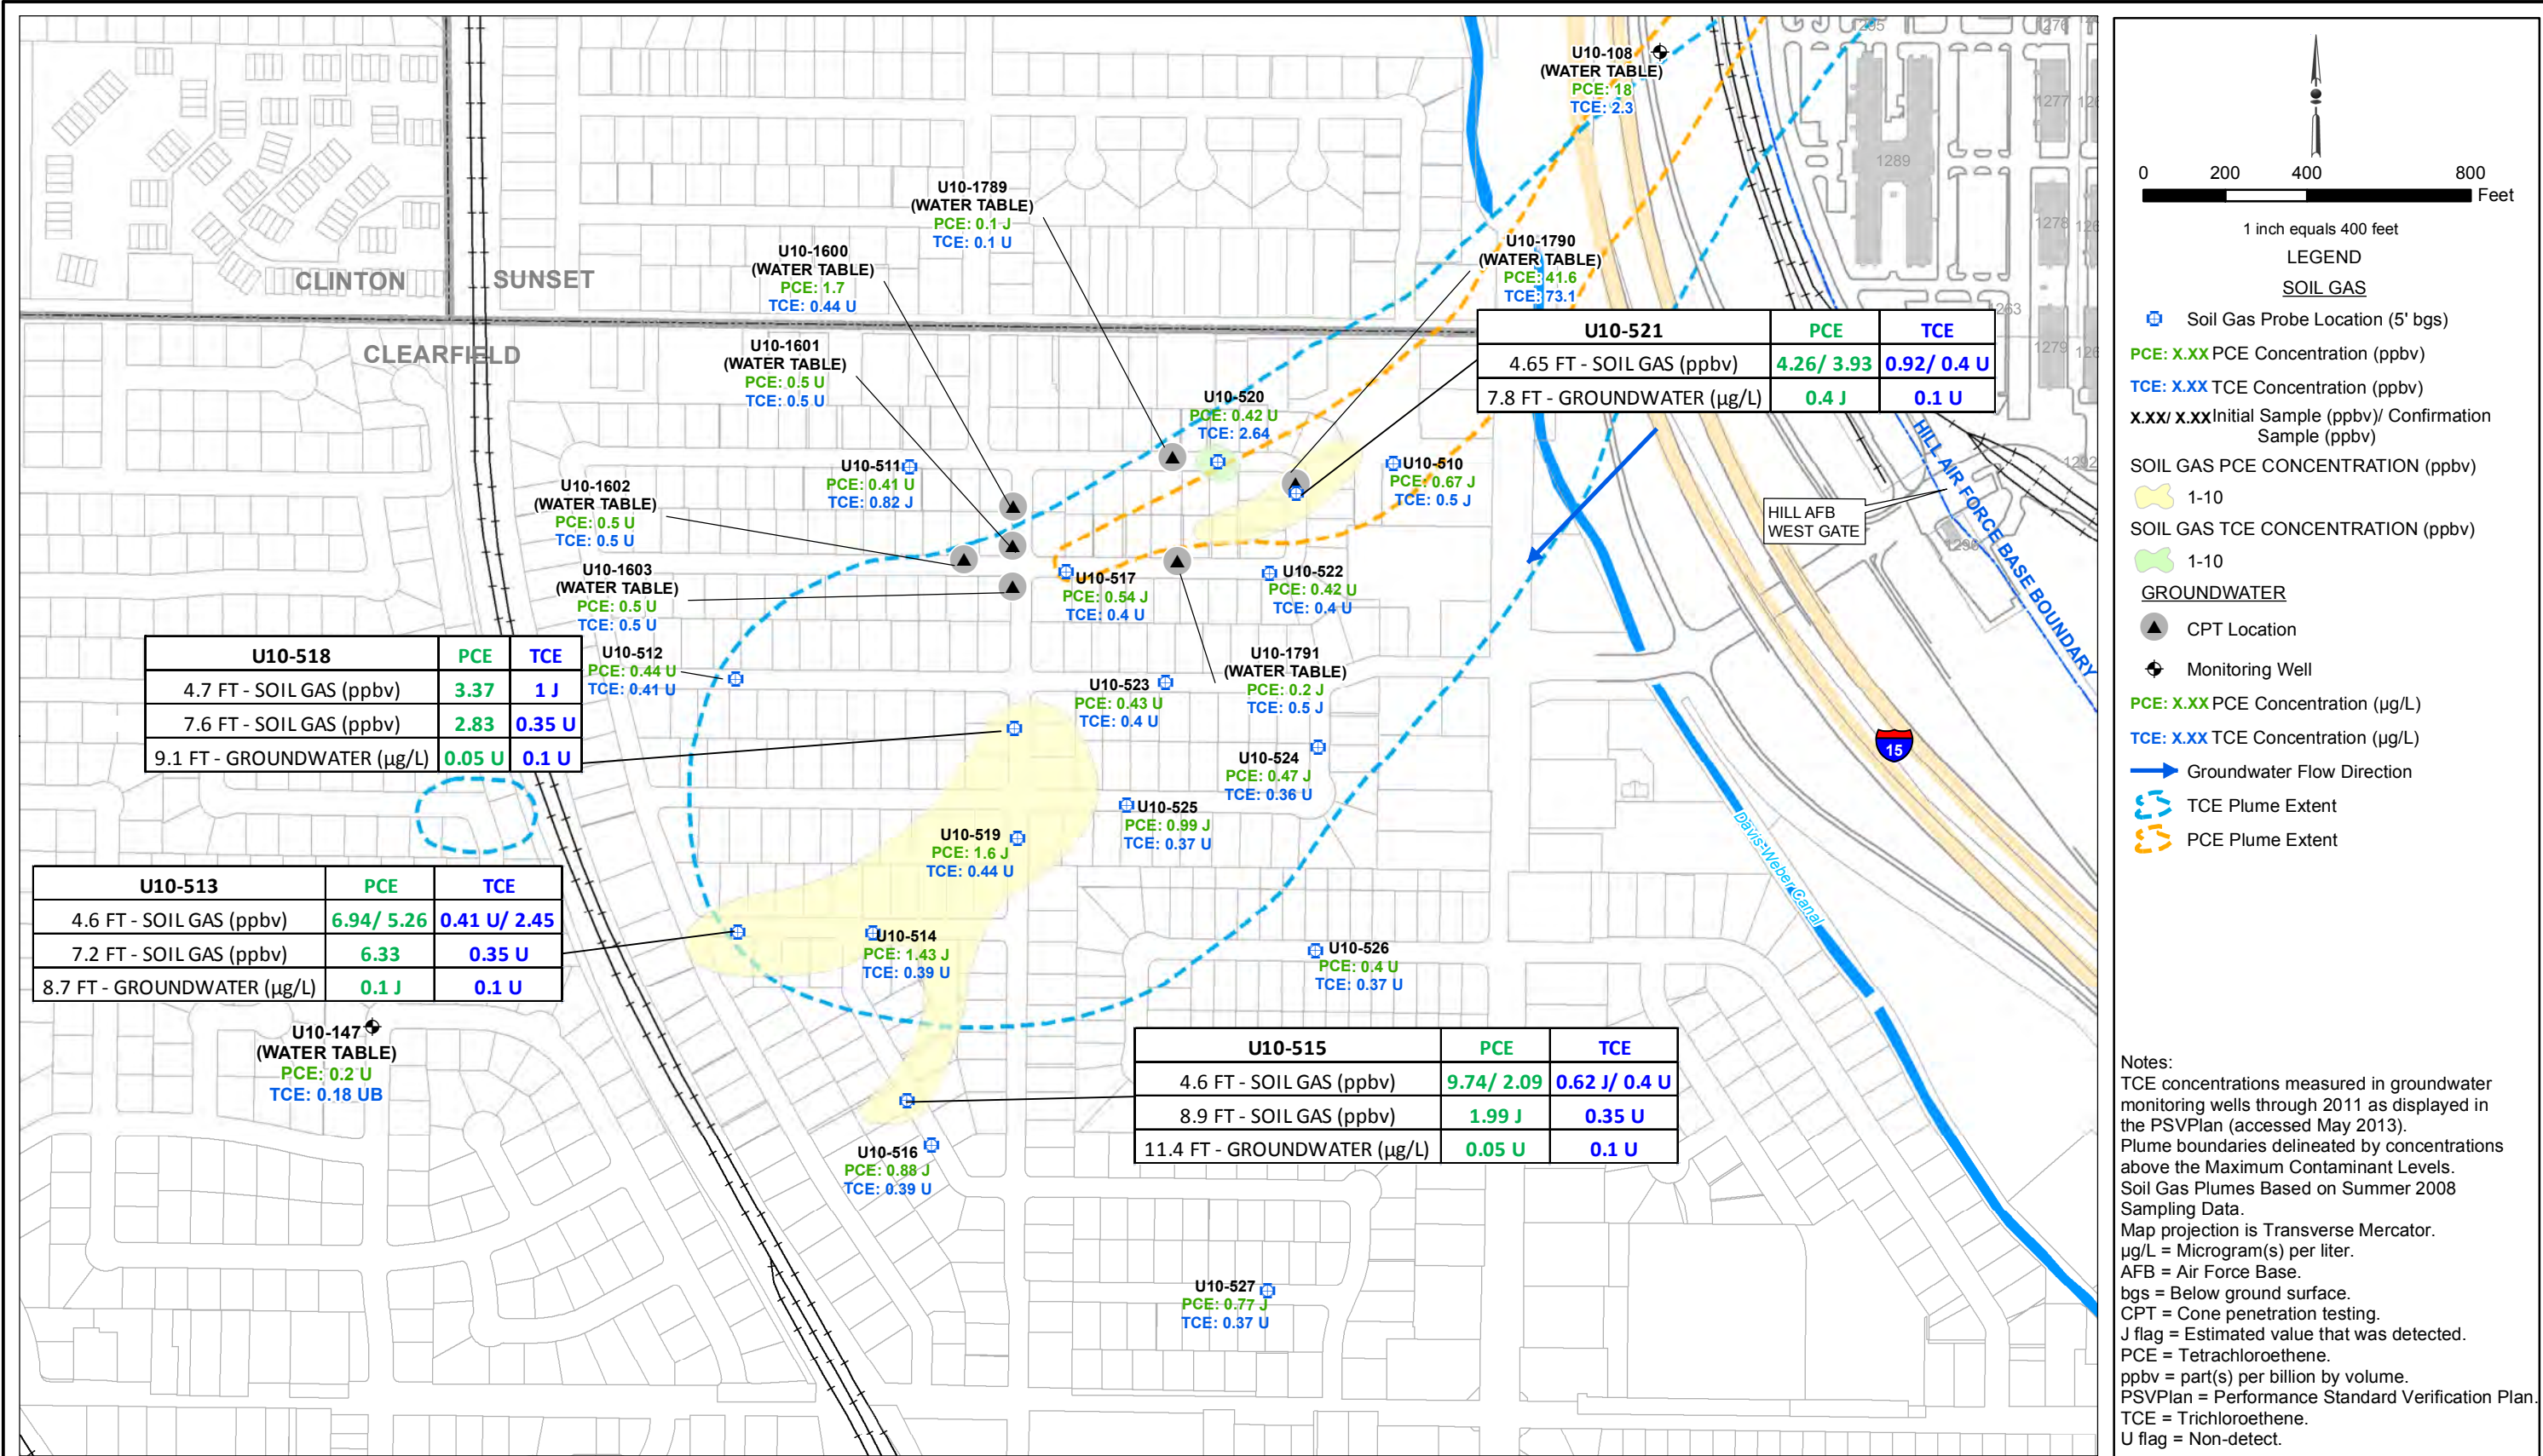 CLINTON
SUNSET
CLEARFIELD
U10-108
(WATER TABLE)
PCE: 18
TCE: 2.3
U10-1789
(WATER TABLE)
PCE: 0.1 J
TCE: 0.1 U
U10-1600
(WATER TABLE)
PCE: 1.7
TCE: 0.44 U
U10-1790
(WATER TABLE)
PCE: 41.6
TCE: 73.1
U10-1601
(WATER TABLE)
PCE: 0.5 U
TCE: 0.5 U
U10-521 PCE TCE
4.65 FT - SOIL GAS (ppbv) 4.26/ 3.93 0.92/ 0.4 U
7.8 FT - GROUNDWATER (µg/L) 0.4 J 0.1 U
U10-520
PCE: 0.42 U
TCE: 2.64
U10-511
PCE: 0.41 U
TCE: 0.82 J
U10-510
PCE: 0.67 J
TCE: 0.5 J
U10-1602
(WATER TABLE)
PCE: 0.5 U
TCE: 0.5 U
U10-1603
(WATER TABLE)
PCE: 0.5 U
TCE: 0.5 U
U10-517
PCE: 0.54 J
TCE: 0.4 U
U10-522
PCE: 0.42 U
TCE: 0.4 U
U10-518 PCE TCE
4.7 FT - SOIL GAS (ppbv) 3.37 1 J
7.6 FT - SOIL GAS (ppbv) 2.83 0.35 U
9.1 FT - GROUNDWATER (µg/L) 0.05 U 0.1 U
U10-512
PCE: 0.44 U
TCE: 0.41 U
U10-523
PCE: 0.43 U
TCE: 0.4 U
U10-1791
(WATER TABLE)
PCE: 0.2 J
TCE: 0.5 J
U10-524
PCE: 0.47 J
TCE: 0.36 U
U10-525
PCE: 0.99 J
TCE: 0.37 U
U10-519
PCE: 1.6 J
TCE: 0.44 U
U10-513 PCE TCE
4.6 FT - SOIL GAS (ppbv) 6.94/ 5.26 0.41 U/ 2.45
7.2 FT - SOIL GAS (ppbv) 6.33 0.35 U
8.7 FT - GROUNDWATER (µg/L) 0.1 J 0.1 U
U10-514
PCE: 1.43 J
TCE: 0.39 U
U10-526
PCE: 0.4 U
TCE: 0.37 U
U10-147
(WATER TABLE)
PCE: 0.2 U
TCE: 0.18 UB
U10-515 PCE TCE
4.6 FT - SOIL GAS (ppbv) 9.74/ 2.09 0.62 J/ 0.4 U
8.9 FT - SOIL GAS (ppbv) 1.99 J 0.35 U
11.4 FT - GROUNDWATER (µg/L) 0.05 U 0.1 U
U10-516
PCE: 0.88 J
TCE: 0.39 U
U10-527
PCE: 0.77 J
TCE: 0.37 U
1289
1277
1278
1279
HILL AFB
WEST GATE
HILL AIR FORCE BASE BOUNDARY
Davis-Weber Canal
15
0 200 400 800
Feet
1 inch equals 400 feet
LEGEND
SOIL GAS
Soil Gas Probe Location (5' bgs)
PCE: X.XX PCE Concentration (ppbv)
TCE: X.XX TCE Concentration (ppbv)
X.XX/ X.XX Initial Sample (ppbv)/ Confirmation
Sample (ppbv)
SOIL GAS PCE CONCENTRATION (ppbv)
1-10
SOIL GAS TCE CONCENTRATION (ppbv)
1-10
GROUNDWATER
CPT Location
Monitoring Well
PCE: X.XX PCE Concentration (µg/L)
TCE: X.XX TCE Concentration (µg/L)
Groundwater Flow Direction
TCE Plume Extent
PCE Plume Extent
Notes:
TCE concentrations measured in groundwater
monitoring wells through 2011 as displayed in
the PSVPlan (accessed May 2013).
Plume boundaries delineated by concentrations
above the Maximum Contaminant Levels.
Soil Gas Plumes Based on Summer 2008
Sampling Data.
Map projection is Transverse Mercator.
µg/L = Microgram(s) per liter.
AFB = Air Force Base.
bgs = Below ground surface.
CPT = Cone penetration testing.
J flag = Estimated value that was detected.
PCE = Tetrachloroethene.
ppbv = part(s) per billion by volume.
PSVPlan = Performance Standard Verification Plan.
TCE = Trichloroethene.
U flag = Non-detect.